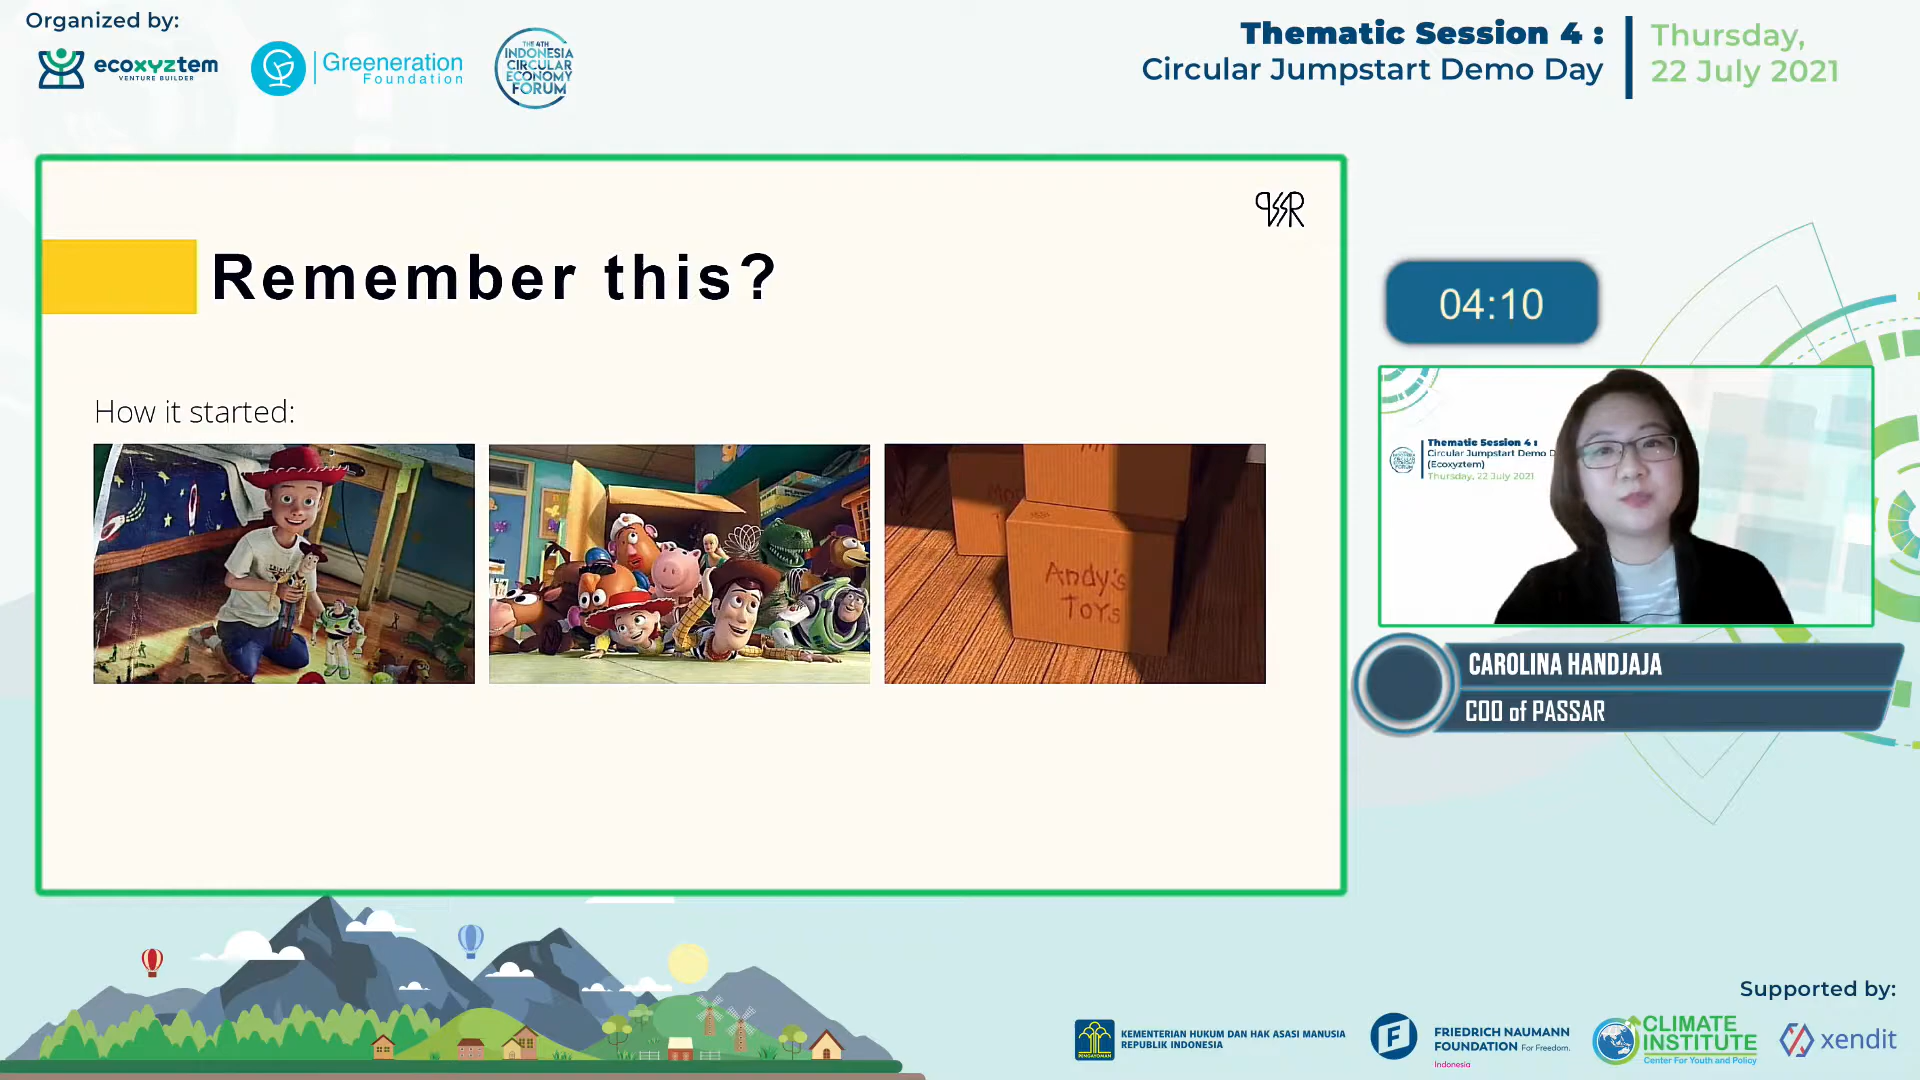 Organized by:
ecoxyztem
VENTURE BUILDER
Greeneration
Foundation
THE 4TH
INDONESIA
CIRCULAR
ECONOMY
FORUM
Thematic Session 4 :
Circular Jumpstart Demo Day
Thursday,
22 July 2021
PSSR
Remember this?
How it started:
Andy's
Toys
04:10
Thematic Session 4 :
Circular Jumpstart Demo D
(Ecoxyztem)
Thursday, 22 July 2021
CAROLINA HANDJAJA
COO of PASSAR
Supported by:
PENGAYOMAN
KEMENTERIAN HUKUM DAN HAK ASASI MANUSIA
REPUBLIK INDONESIA
FRIEDRICH NAUMANN
FOUNDATION For Freedom.
Indonesia
CLIMATE
INSTITUTE
Center For Youth and Policy
xendit